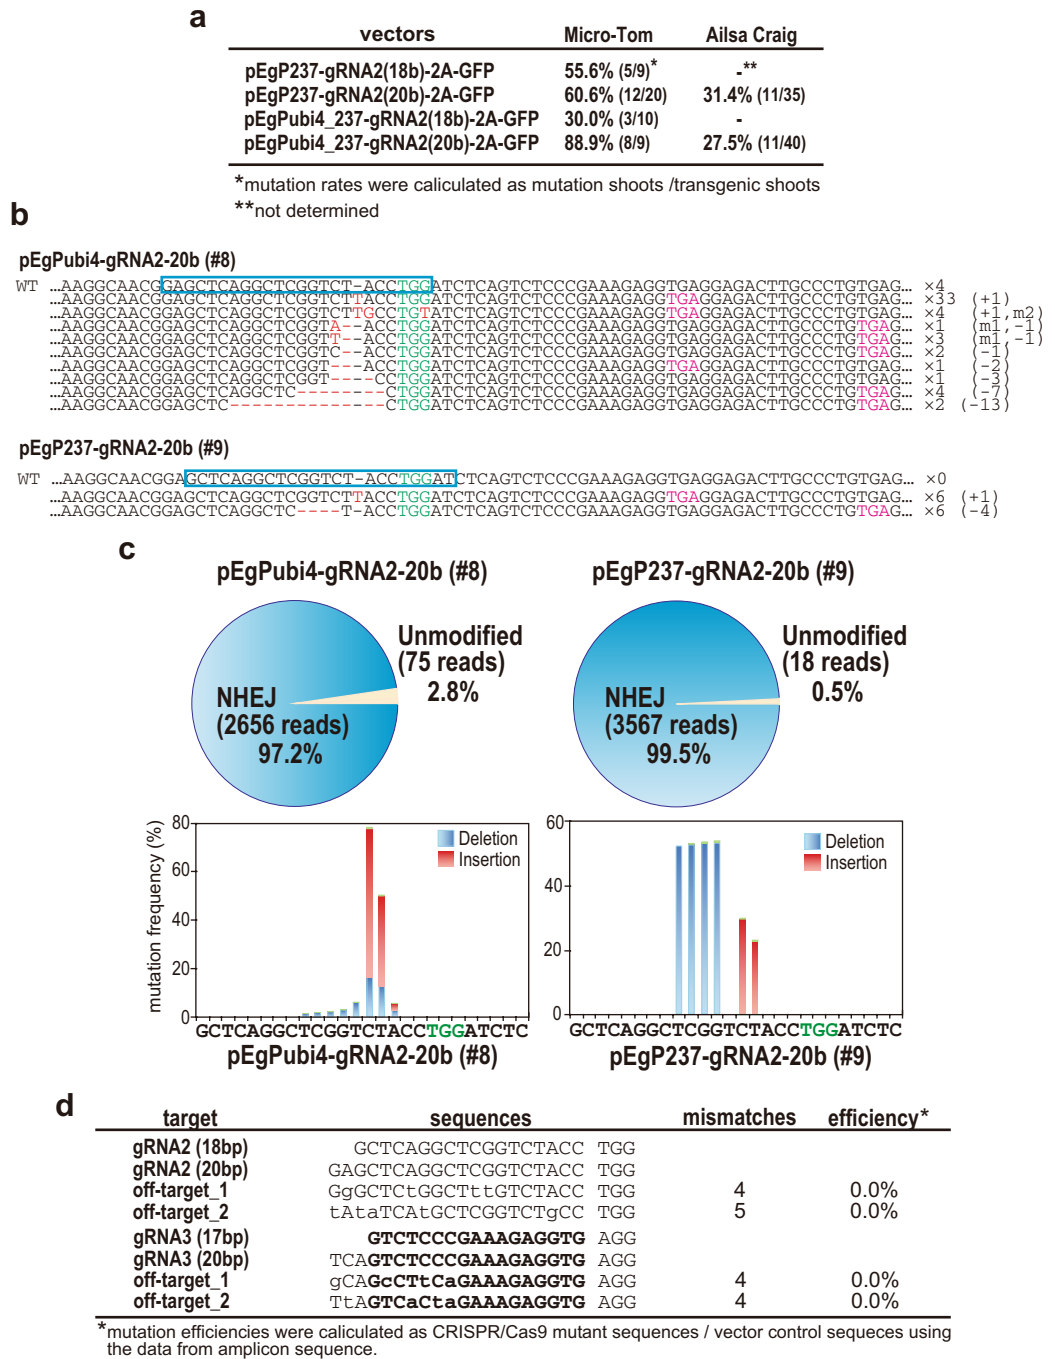 a
vectors Micro-Tom Ailsa Craig
pEgP237-gRNA2(18b)-2A-GFP 55.6% (5/9)* -**
pEgP237-gRNA2(20b)-2A-GFP 60.6% (12/20) 31.4% (11/35)
pEgPubi4_237-gRNA2(18b)-2A-GFP 30.0% (3/10) -
pEgPubi4_237-gRNA2(20b)-2A-GFP 88.9% (8/9) 27.5% (11/40)
*mutation rates were caliculated as mutation shoots /transgenic shoots
**not determined
b
pEgPubi4-gRNA2-20b (#8)
WT ...AAGGCAACGGAGCTCAGGCTCGGTCT-ACCTGGATCTCAGTCTCCCGAAAGAGGTGAGGAGACTTGCCCTGTGAG... ×4
...AAGGCAACGGAGCTCAGGCTCGGTCTTACCTGGATCTCAGTCTCCCGAAAGAGGTGAGGAGACTTGCCCTGTGAG... ×33 (+1)
...AAGGCAACGGAGCTCAGGCTCGGTCTTGCCTGTATCTCAGTCTCCCGAAAGAGGTGAGGAGACTTGCCCTGTGAG... ×4 (+1,m2)
...AAGGCAACGGAGCTCAGGCTCGGTA--ACCTGGATCTCAGTCTCCCGAAAGAGGTGAGGAGACTTGCCCTGTGAG... ×1 (m1,-1)
...AAGGCAACGGAGCTCAGGCTCGGTT--ACCTGGATCTCAGTCTCCCGAAAGAGGTGAGGAGACTTGCCCTGTGAG... ×3 (m1,-1)
...AAGGCAACGGAGCTCAGGCTCGGTC--ACCTGGATCTCAGTCTCCCGAAAGAGGTGAGGAGACTTGCCCTGTGAG... ×2 (-1)
...AAGGCAACGGAGCTCAGGCTCGGT---ACCTGGATCTCAGTCTCCCGAAAGAGGTGAGGAGACTTGCCCTGTGAG... ×1 (-2)
...AAGGCAACGGAGCTCAGGCTCGGT----CCTGGATCTCAGTCTCCCGAAAGAGGTGAGGAGACTTGCCCTGTGAG... ×1 (-3)
...AAGGCAACGGAGCTCAGGCTC--------CTGGATCTCAGTCTCCCGAAAGAGGTGAGGAGACTTGCCCTGTGAG... ×4 (-7)
...AAGGCAACGGAGCTC-------------CTGGATCTCAGTCTCCCGAAAGAGGTGAGGAGACTTGCCCTGTGAG... ×2 (-13)
pEgP237-gRNA2-20b (#9)
WT ...AAGGCAACGGAGCTCAGGCTCGGTCT-ACCTGGATCTCAGTCTCCCGAAAGAGGTGAGGAGACTTGCCCTGTGAG... ×0
...AAGGCAACGGAGCTCAGGCTCGGTCTTACCTGGATCTCAGTCTCCCGAAAGAGGTGAGGAGACTTGCCCTGTGAG... ×6 (+1)
...AAGGCAACGGAGCTCAGGCTC----T-ACCTGGATCTCAGTCTCCCGAAAGAGGTGAGGAGACTTGCCCTGTGAG... ×6 (-4)
c
pEgPubi4-gRNA2-20b (#8) pEgP237-gRNA2-20b (#9)
Unmodified
(75 reads)
2.8%
NHEJ
(2656 reads)
97.2%
Unmodified
(18 reads)
0.5%
NHEJ
(3567 reads)
99.5%
mutation frequency (%)
80
60
40
20
0
Deletion
Insertion
GCTCAGGCTCGGTCTACCTGGATCTC
pEgPubi4-gRNA2-20b (#8)
60
40
20
0
Deletion
Insertion
GCTCAGGCTCGGTCTACCTGGATCTC
pEgP237-gRNA2-20b (#9)
d
target sequences mismatches efficiency*
gRNA2 (18bp) GCTCAGGCTCGGTCTACC TGG
gRNA2 (20bp) GAGCTCAGGCTCGGTCTACC TGG
off-target_1 GgGCTCtGGCTttGTCTACC TGG 4 0.0%
off-target_2 tAtaTCAtGCTCGGTCTgCC TGG 5 0.0%
gRNA3 (17bp) GTCTCCCGAAAGAGGTG AGG
gRNA3 (20bp) TCAGTCTCCCGAAAGAGGTG AGG
off-target_1 gCAGcCTtCaGAAAGAGGTG AGG 4 0.0%
off-target_2 TtAGTCaCtaGAAAGAGGTG AGG 4 0.0%
*mutation efficiencies were caliculated as CRISPR/Cas9 mutant sequences / vector control sequeces using
the data from amplicon sequence.